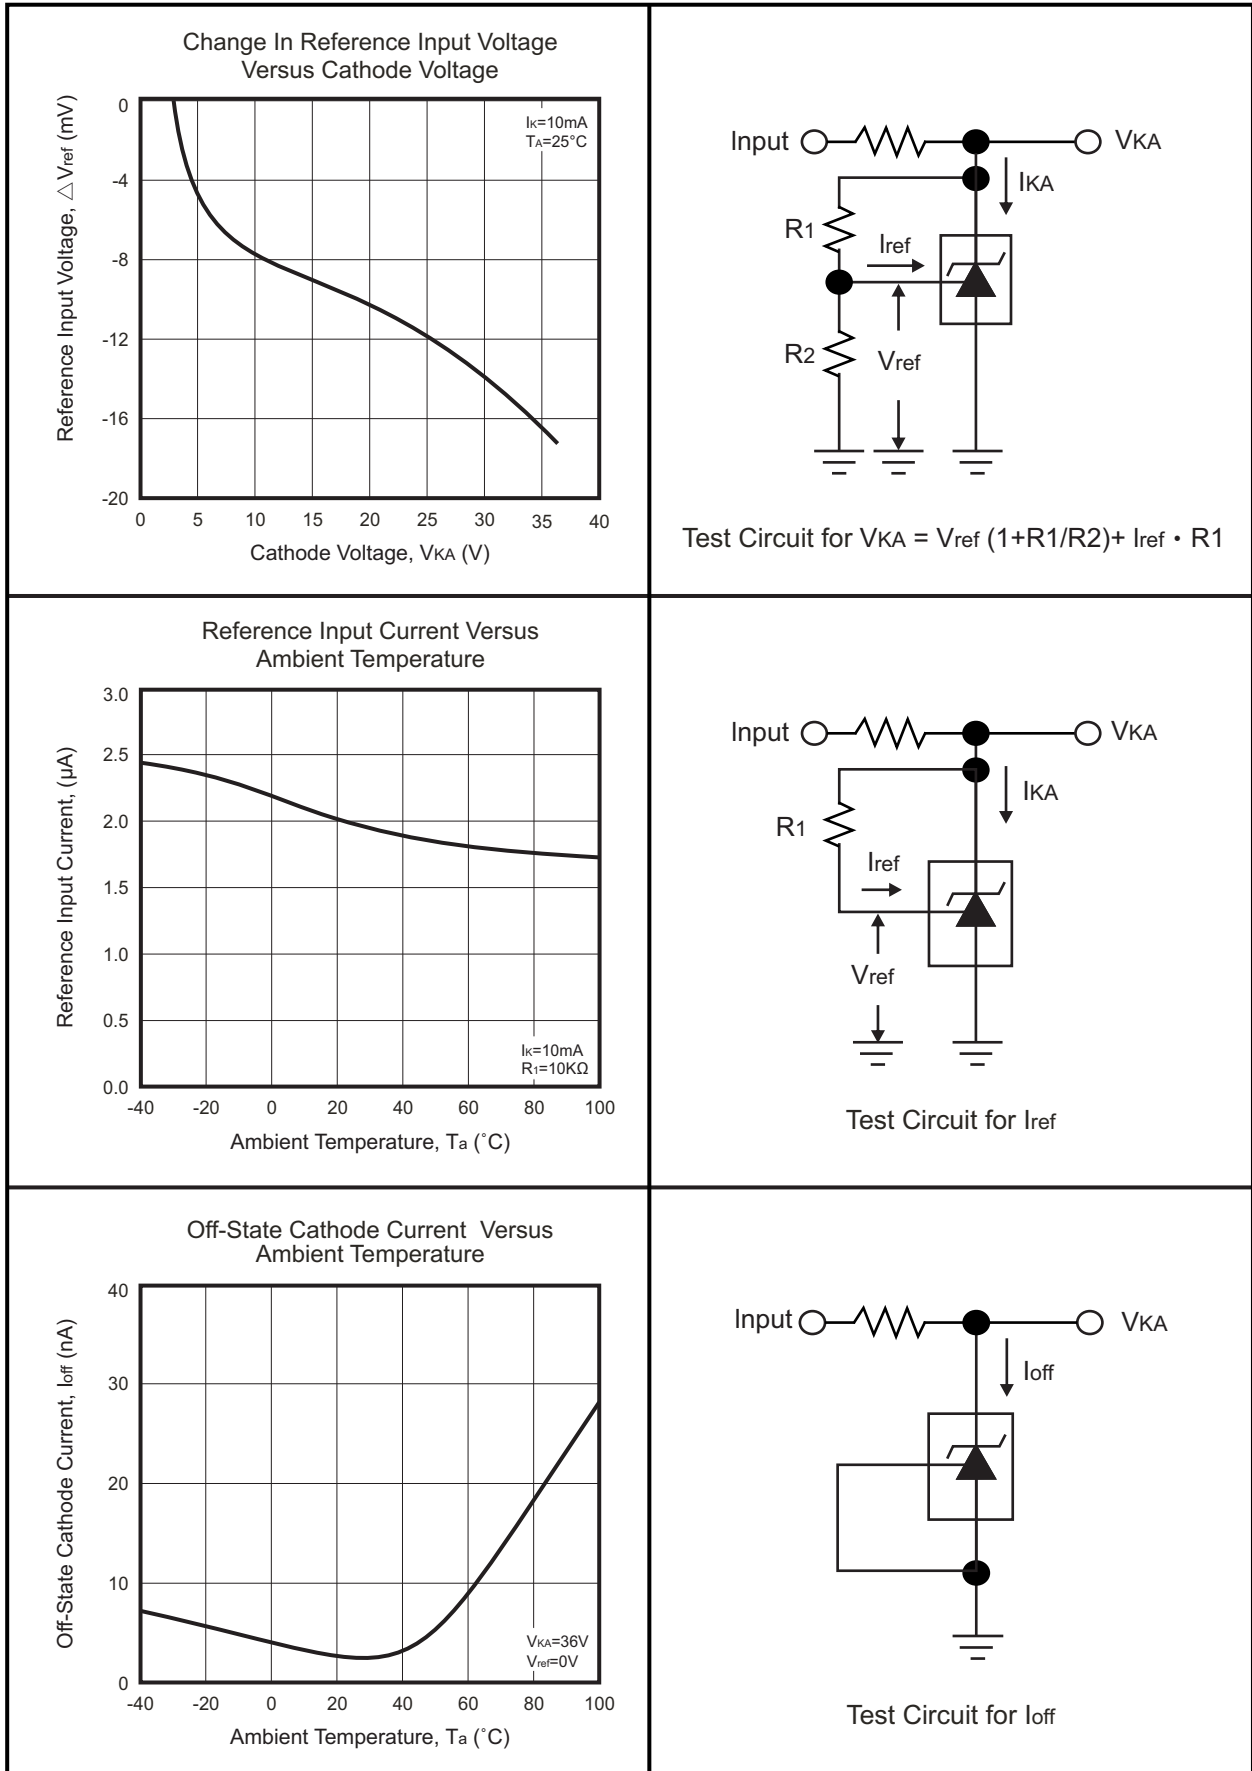 Change In Reference Input Voltage
Versus Cathode Voltage
Reference Input Voltage, △Vref (mV)
0
-4
-8
-12
-16
-20
IK=10mA
TA=25°C
0 5 10 15 20 25 30 35 40
Cathode Voltage, VKA (V)
Input
VKA
IKA
R1
Iref
R2
Vref
Test Circuit for VKA = Vref (1+R1/R2)+ Iref • R1
Reference Input Current Versus
Ambient Temperature
Reference Input Current, (µA)
3.0
2.5
2.0
1.5
1.0
0.5
0.0
IK=10mA
R1=10KΩ
-40 -20 0 20 40 60 80 100
Ambient Temperature, Ta (˚C)
Input
VKA
IKA
R1
Iref
Vref
Test Circuit for Iref
Off-State Cathode Current Versus
Ambient Temperature
Off-State Cathode Current, Ioff (nA)
40
30
20
10
0
VKA=36V
Vref=0V
-40 -20 0 20 40 60 80 100
Ambient Temperature, Ta (˚C)
Input
VKA
Ioff
Test Circuit for Ioff